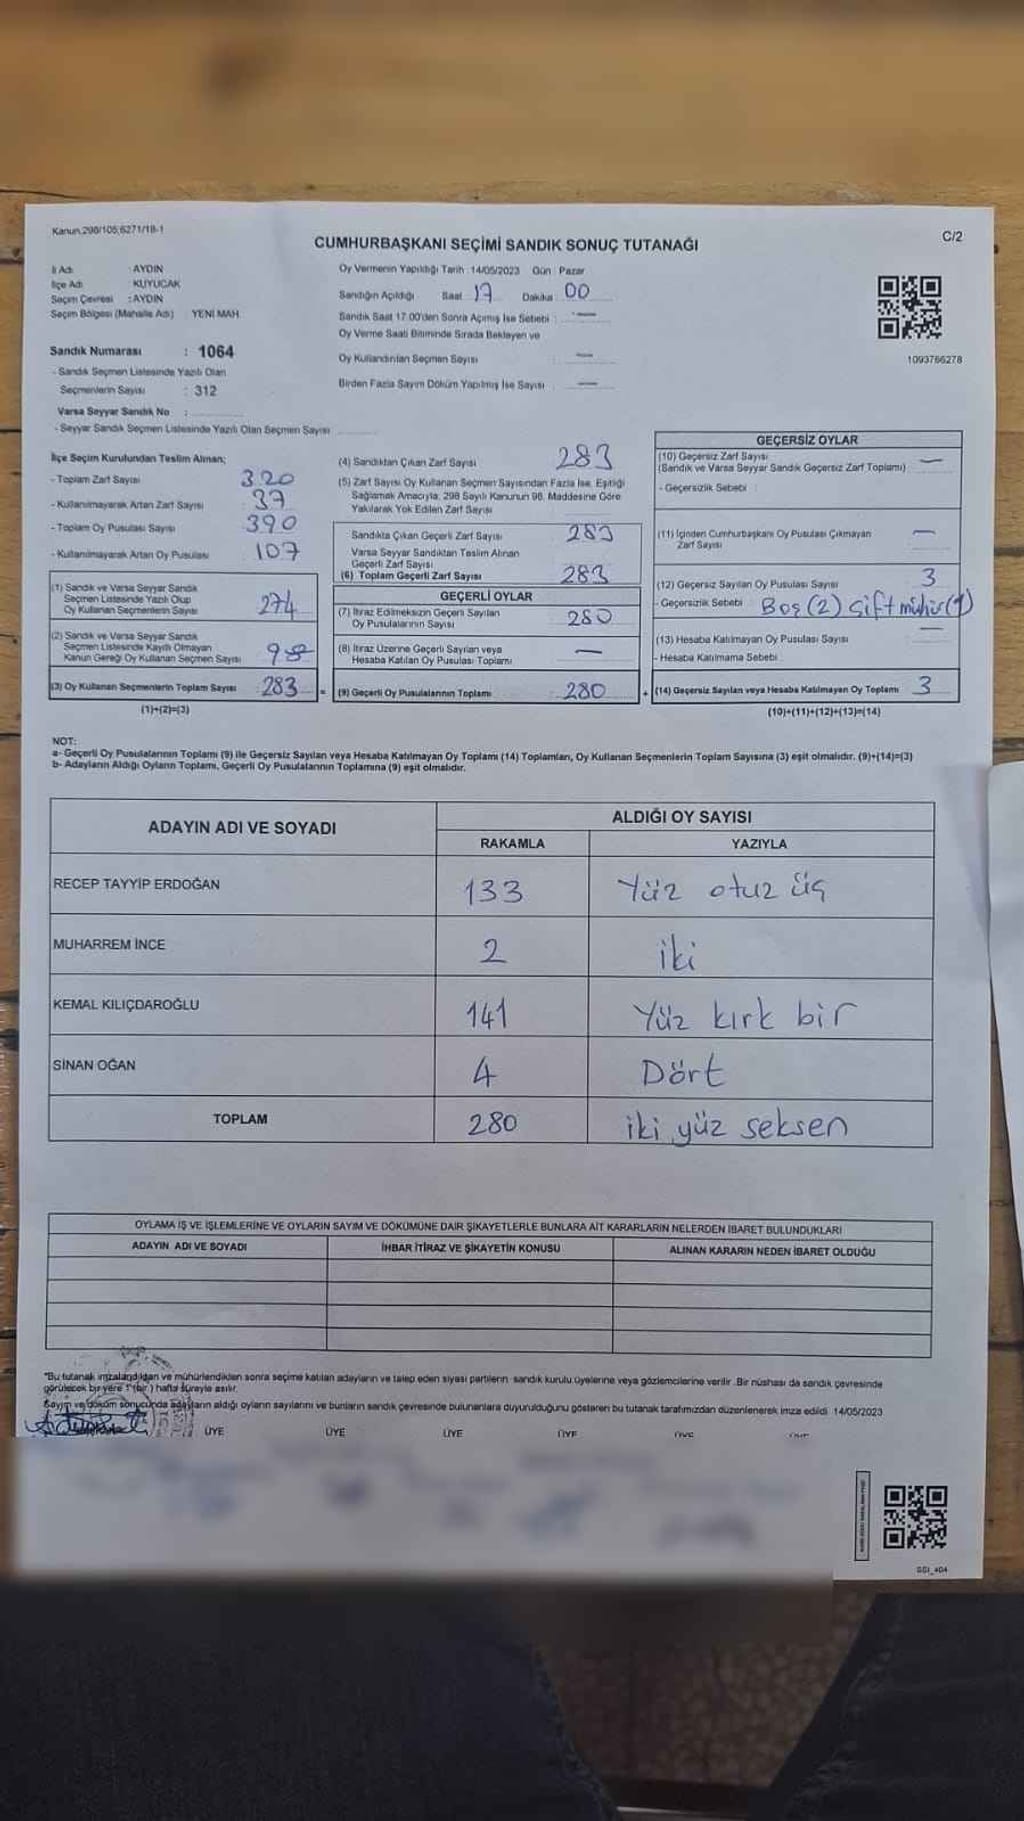 Kanun.298/105;6271/18-1
C/2
CUMHURBAŞKANI SEÇİMİ SANDIK SONUÇ TUTANAĞI
İl Adı : AYDIN
İlçe Adı : KUYUCAK
Seçim Çevresi : AYDIN
Seçim Bölgesi (Mahalle Adı) : YENİ MAH.
Sandık Numarası : 1064
- Sandık Seçmen Listesinde Yazılı Olan
Seçmenlerin Sayısı : 312
Varsa Seyyar Sandık No :
- Seyyar Sandık Seçmen Listesinde Yazılı Olan Seçmen Sayısı
Oy Vermenin Yapıldığı Tarih : 14/05/2023 Gün : Pazar
Sandığın Açıldığı Saat 17 Dakika 00
Sandık Saat 17.00'den Sonra Açımış İse Sebebi :
Oy Verme Saati Bitiminde Sırada Bekleyen ve
Oy Kullandırılan Seçmen Sayısı :
Birden Fazla Sayım Döküm Yapılmış İse Sayısı :
1093766278
İlçe Seçim Kurulundan Teslim Alınan;
- Toplam Zarf Sayısı : 320
- Kullanılmayarak Artan Zarf Sayısı : 37
- Toplam Oy Pusulası Sayısı : 390
- Kullanılmayarak Artan Oy Pusulası : 107
(1) Sandık ve Varsa Seyyar Sandık
Seçmen Listesinde Yazılı Olup
Oy Kullanan Seçmenlerin Sayısı : 274
(2) Sandık ve Varsa Seyyar Sandık
Seçmen Listesinde Kayıtlı Olmayan
Kanun Gereği Oy Kullanan Seçmen Sayısı : 9
(3) Oy Kullanan Seçmenlerin Toplam Sayısı : 283 =
(1)+(2)=(3)
(4) Sandıktan Çıkan Zarf Sayısı : 283
(5) Zarf Sayısı Oy Kullanan Seçmen Sayısından Fazla İse, Eşitliği
Sağlamak Amacıyla, 298 Sayılı Kanunun 98. Maddesine Göre
Yakılarak Yok Edilen Zarf Sayısı
Sandıkta Çıkan Geçerli Zarf Sayısı : 283
Varsa Seyyar Sandıktan Teslim Alınan
Geçerli Zarf Sayısı
(6) Toplam Geçerli Zarf Sayısı : 283
GEÇERLİ OYLAR
(7) İtiraz Edilmeksizin Geçerli Sayılan
Oy Pusulalarının Sayısı : 280
(8) İtiraz Üzerine Geçerli Sayılan veya
Hesaba Katılan Oy Pusulası Toplamı : —
(9) Geçerli Oy Pusulalarının Toplamı : 280 +
GEÇERSİZ OYLAR
(10) Geçersiz Zarf Sayısı
(Sandık ve Varsa Seyyar Sandık Geçersiz Zarf Toplamı) : —
- Geçersizlik Sebebi :
(11) İçinden Cumhurbaşkanı Oy Pusulası Çıkmayan
Zarf Sayısı : —
(12) Geçersiz Sayılan Oy Pusulası Sayısı : 3
- Geçersizlik Sebebi : Boş (2) Çift mühür (1)
(13) Hesaba Katılmayan Oy Pusulası Sayısı : —
- Hesaba Katılmama Sebebi :
(14) Geçersiz Sayılan veya Hesaba Katılmayan Oy Toplamı : 3
(10)+(11)+(12)+(13)=(14)
NOT:
a- Geçerli Oy Pusulalarının Toplamı (9) ile Geçersiz Sayılan veya Hesaba Katılmayan Oy Toplamı (14) Toplamları, Oy Kullanan Seçmenlerin Toplam Sayısına (3) eşit olmalıdır. (9)+(14)=(3)
b- Adayların Aldığı Oyların Toplamı, Geçerli Oy Pusulalarının Toplamına (9) eşit olmalıdır.
ADAYIN ADI VE SOYADI
ALDIĞI OY SAYISI
RAKAMLA YAZIYLA
RECEP TAYYİP ERDOĞAN 133 Yüz otuz üç
MUHARREM İNCE 2 iki
KEMAL KILIÇDAROĞLU 141 Yüz kırk bir
SİNAN OĞAN 4 Dört
TOPLAM 280 iki yüz seksen
OYLAMA İŞ VE İŞLEMLERİNE VE OYLARIN SAYIM VE DÖKÜMÜNE DAİR ŞİKAYETLERLE BUNLARA AİT KARARLARIN NELERDEN İBARET BULUNDUKLARI
ADAYIN ADI VE SOYADI İHBAR İTİRAZ VE ŞİKAYETİN KONUSU ALINAN KARARIN NEDEN İBARET OLDUĞU
*Bu tutanak imzalandıktan ve mühürlendikten sonra seçime katılan adayların ve talep eden siyasi partilerin sandık kurulu üyelerine veya gözlemcilerine verilir. Bir nüshası da sandık çevresinde
görülecek bir yere 1 (bir ) hafta süreyle asılır.
Sayım ve döküm sonucunda adayların aldığı oyların sayılarını ve bunların sandık çevresinde bulunanlara duyurulduğunu gösteren bu tutanak tarafımızdan düzenlenerek imza edildi. 14/05/2023
ÜYE ÜYE ÜYE ÜYE ÜYE ÜYE